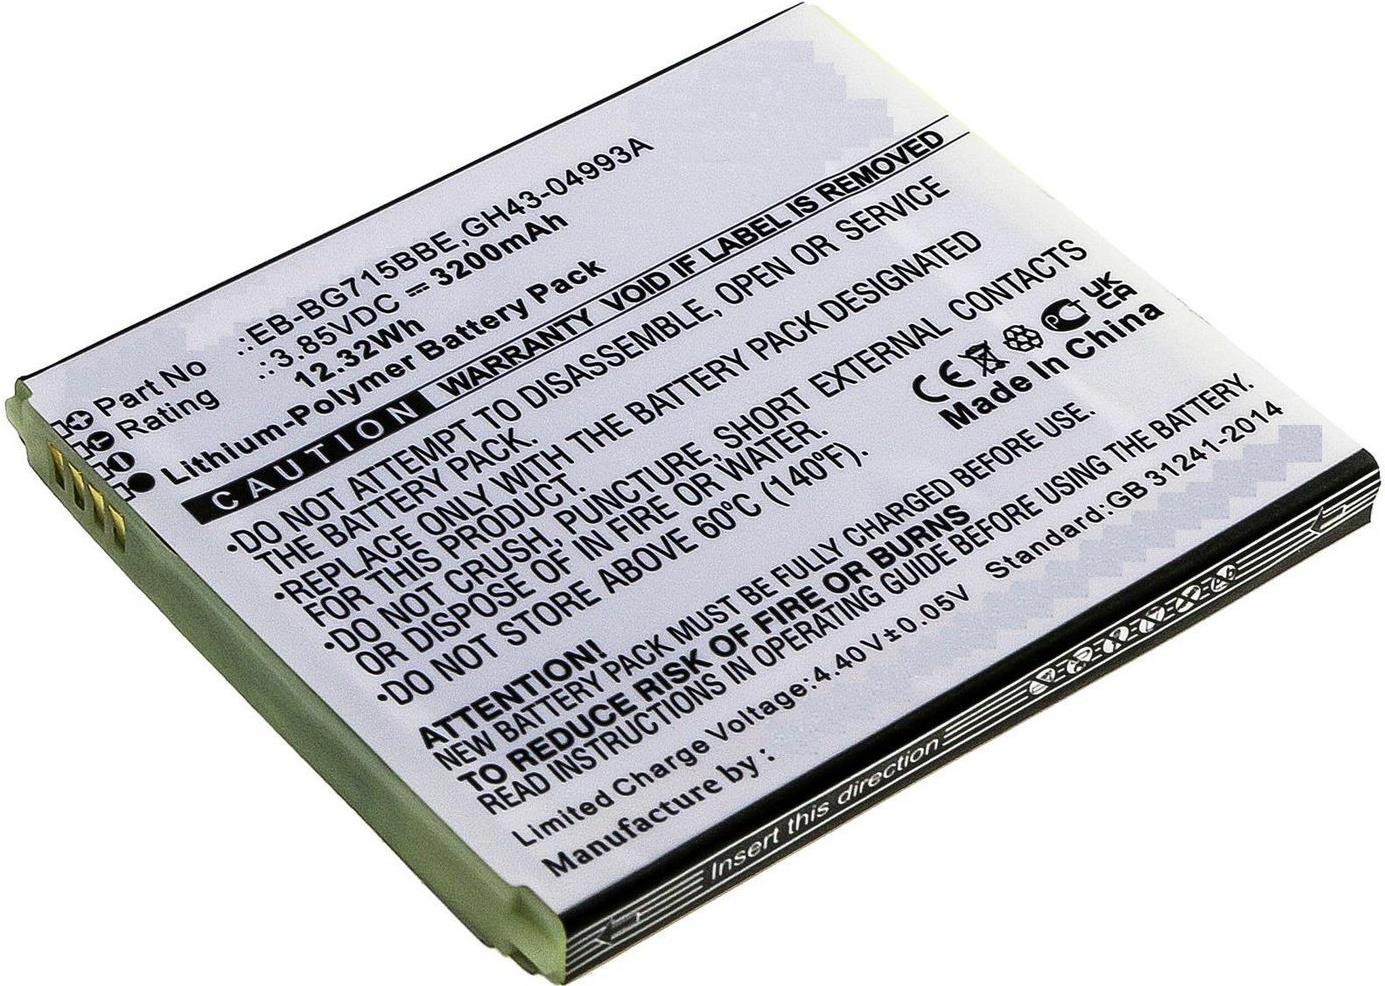 Part No .:EB-BG715BBE,GH43-04993A
Rating .:3.85VDC = 3200mAh
12.32Wh
Lithium-Polymer Battery Pack
CAUTION WARRANTY VOID IF LABEL IS REMOVED
•DO NOT ATTEMPT TO DISASSEMBLE, OPEN OR SERVICE
THE BATTERY PACK.
•REPLACE ONLY WITH THE BATTERY PACK DESIGNATED
FOR THIS PRODUCT.
•DO NOT CRUSH, PUNCTURE, SHORT EXTERNAL CONTACTS
OR DISPOSE OF IN FIRE OR WATER.
•DO NOT STORE ABOVE 60ºC (140ºF).
CE UKCA
Made in China
ATTENTION!
NEW BATTERY PACK MUST BE FULLY CHARGED BEFORE USE.
TO REDUCE RISK OF FIRE OR BURNS
READ INSTRUCTIONS IN OPERATING GUIDE BEFORE USING THE BATTERY.
Limited Charge Voltage:4.40V±0.05V Standard:GB 31241-2014
Manufacture by :
Insert this direction